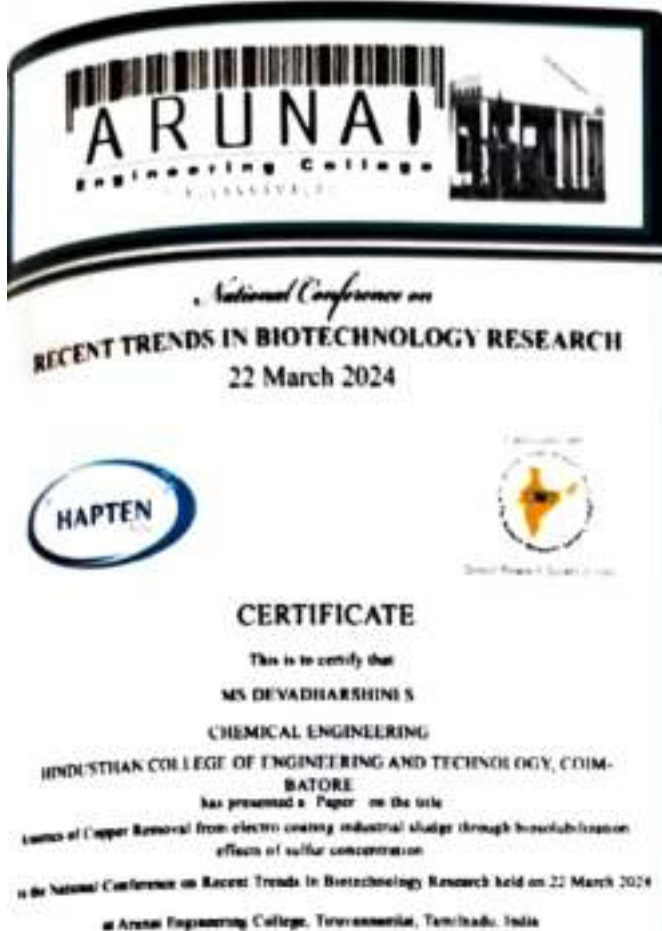 ARUNAI
Engineering College
National Conference on
RECENT TRENDS IN BIOTECHNOLOGY RESEARCH
22 March 2024
HAPTEN
CERTIFICATE
This is to certify that
MS DEVADHARSHINI S
CHEMICAL ENGINEERING
HINDUSTHAN COLLEGE OF ENGINEERING AND TECHNOLOGY, COIM-
BATORE
has presented a Paper on the title
of Copper Removal from electro coating industrial sludge through biosolubilization
effects of sulfur concentration
the National Conference on Recent Trends In Biotechnology Research held on 22 March 2024
at Arunai Engineering College, Tiruvannamalai, Tamilnadu, India